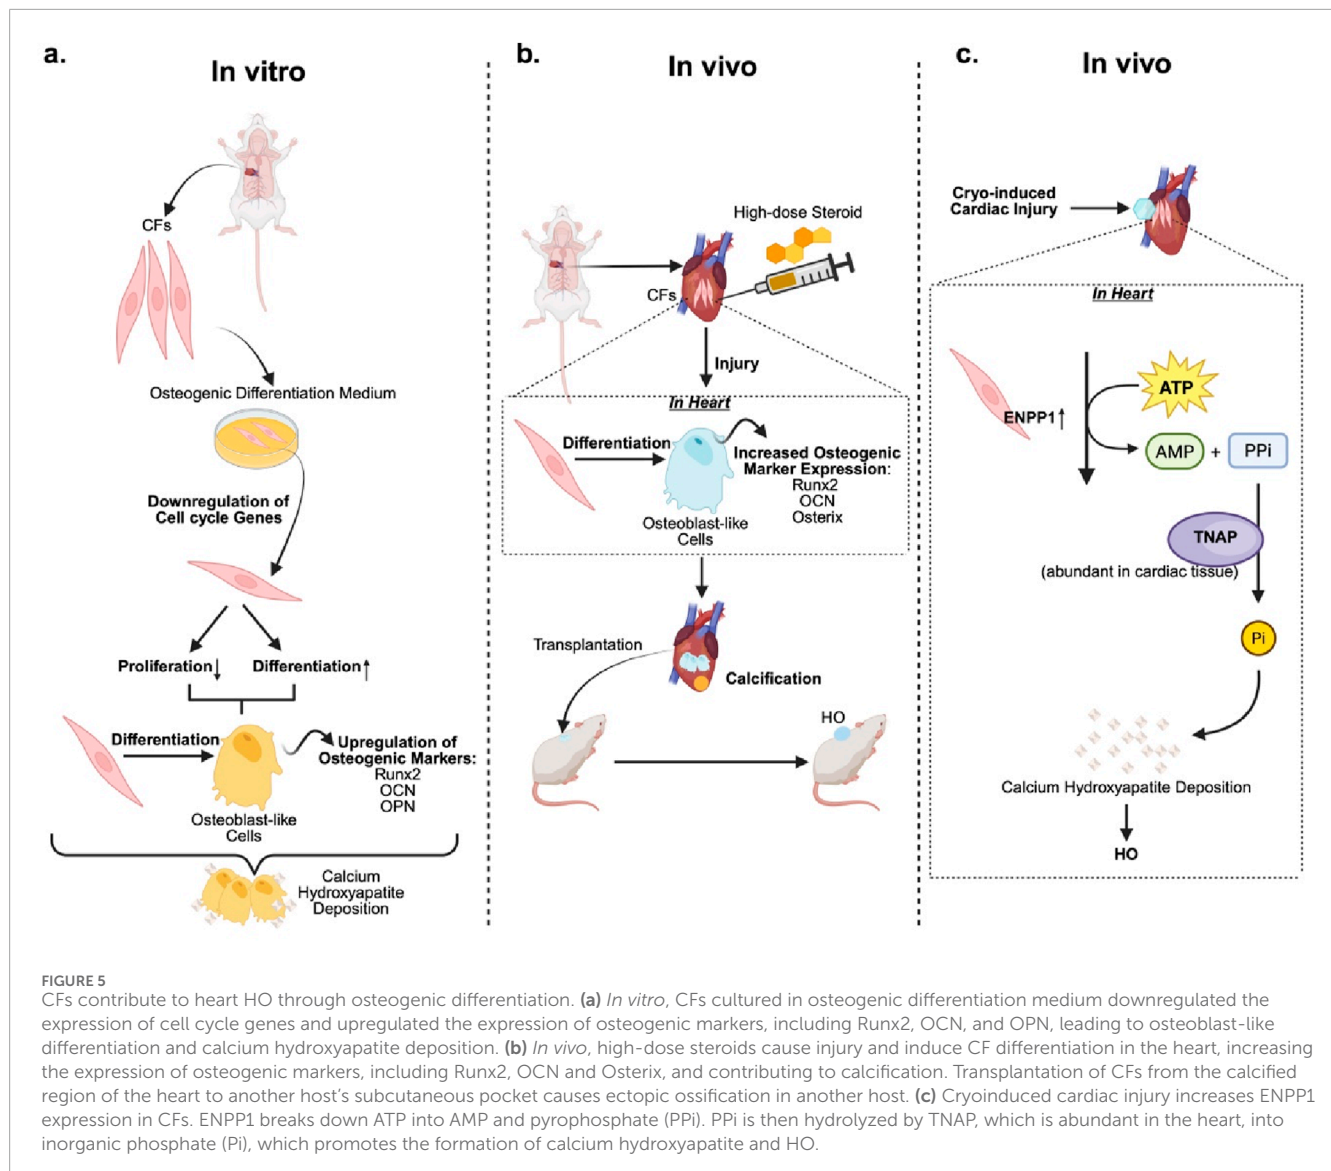 a.
In vitro
CFs
Osteogenic Differentiation Medium
Downregulation of
Cell cycle Genes
Proliferation↓
Differentiation↑
Differentiation
Osteoblast-like
Cells
Upregulation of
Osteogenic Markers:
Runx2
OCN
OPN
Calcium
Hydroxyapatite
Deposition
b.
In vivo
High-dose Steroid
CFs
Injury
In Heart
Differentiation
Osteoblast-like
Cells
Increased Osteogenic
Marker Expression:
Runx2
OCN
Osterix
Transplantation
Calcification
HO
c.
In vivo
Cryo-induced
Cardiac Injury
In Heart
ENPP1↑
ATP
AMP + PPi
TNAP
(abundant in cardiac tissue)
Pi
Calcium Hydroxyapatite Deposition
HO
FIGURE 5
CFs contribute to heart HO through osteogenic differentiation. (a) In vitro, CFs cultured in osteogenic differentiation medium downregulated the
expression of cell cycle genes and upregulated the expression of osteogenic markers, including Runx2, OCN, and OPN, leading to osteoblast-like
differentiation and calcium hydroxyapatite deposition. (b) In vivo, high-dose steroids cause injury and induce CF differentiation in the heart, increasing
the expression of osteogenic markers, including Runx2, OCN and Osterix, and contributing to calcification. Transplantation of CFs from the calcified
region of the heart to another host's subcutaneous pocket causes ectopic ossification in another host. (c) Cryoinduced cardiac injury increases ENPP1
expression in CFs. ENPP1 breaks down ATP into AMP and pyrophosphate (PPi). PPi is then hydrolyzed by TNAP, which is abundant in the heart, into
inorganic phosphate (Pi), which promotes the formation of calcium hydroxyapatite and HO.